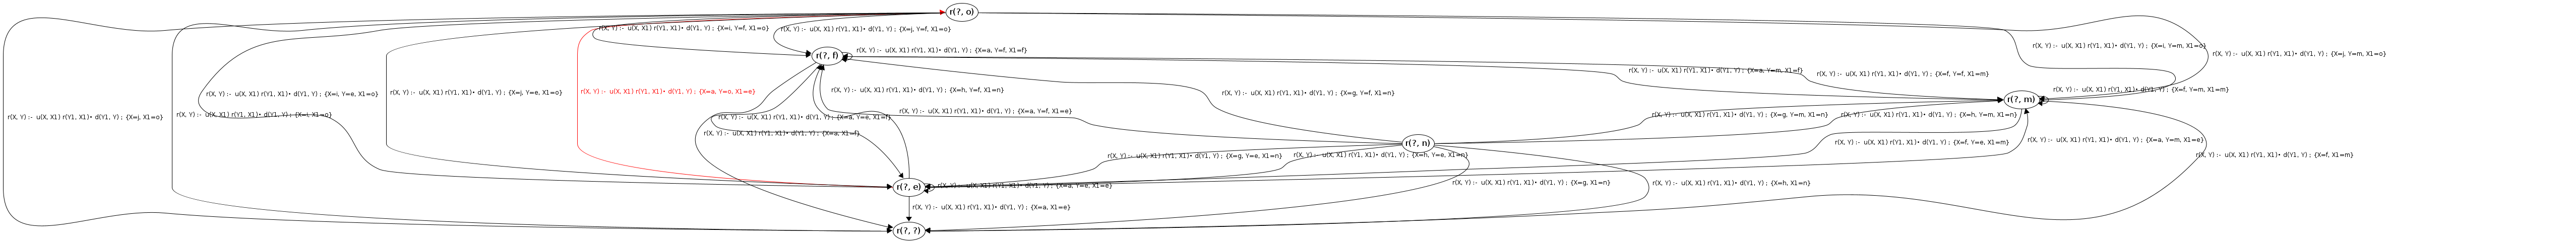 r(?, o)
r(X, Y) :- u(X, X1) r(Y1, X1)• d(Y1, Y) ; {X=i, Y=f, X1=o}
r(X, Y) :- u(X, X1) r(Y1, X1)• d(Y1, Y) ; {X=j, Y=f, X1=o}
r(X, Y) :- u(X, X1) r(Y1, X1)• d(Y1, Y) ; {X=i, Y=m, X1=o}
r(?, f)
r(X, Y) :- u(X, X1) r(Y1, X1)• d(Y1, Y) ; {X=a, Y=f, X1=f}
r(X, Y) :- u(X, X1) r(Y1, X1)• d(Y1, Y) ; {X=j, Y=m, X1=o}
r(X, Y) :- u(X, X1) r(Y1, X1)• d(Y1, Y) ; {X=a, Y=m, X1=f}
r(X, Y) :- u(X, X1) r(Y1, X1)• d(Y1, Y) ; {X=f, Y=f, X1=m}
r(X, Y) :- u(X, X1) r(Y1, X1)• d(Y1, Y) ; {X=i, Y=e, X1=o}
r(X, Y) :- u(X, X1) r(Y1, X1)• d(Y1, Y) ; {X=j, Y=e, X1=o}
r(X, Y) :- u(X, X1) r(Y1, X1)• d(Y1, Y) ; {X=a, Y=o, X1=e}
r(X, Y) :- u(X, X1) r(Y1, X1)• d(Y1, Y) ; {X=h, Y=f, X1=n}
r(X, Y) :- u(X, X1) r(Y1, X1)• d(Y1, Y) ; {X=g, Y=f, X1=n}
r(X, Y) :- u(X, X1) r(Y1, X1)• d(Y1, Y) ; {X=f, Y=m, X1=m}
r(?, m)
r(X, Y) :- u(X, X1) r(Y1, X1)• d(Y1, Y) ; {X=a, Y=f, X1=e}
r(X, Y) :- u(X, X1) r(Y1, X1)• d(Y1, Y) ; {X=j, X1=o}
r(X, Y) :- u(X, X1) r(Y1, X1)• d(Y1, Y) ; {X=i, X1=o}
r(X, Y) :- u(X, X1) r(Y1, X1)• d(Y1, Y) ; {X=a, Y=e, X1=f}
r(X, Y) :- u(X, X1) r(Y1, X1)• d(Y1, Y) ; {X=g, Y=m, X1=n}
r(X, Y) :- u(X, X1) r(Y1, X1)• d(Y1, Y) ; {X=h, Y=m, X1=n}
r(X, Y) :- u(X, X1) r(Y1, X1)• d(Y1, Y) ; {X=a, X1=f}
r(?, n)
r(X, Y) :- u(X, X1) r(Y1, X1)• d(Y1, Y) ; {X=f, Y=e, X1=m}
r(X, Y) :- u(X, X1) r(Y1, X1)• d(Y1, Y) ; {X=a, Y=m, X1=e}
r(X, Y) :- u(X, X1) r(Y1, X1)• d(Y1, Y) ; {X=g, Y=e, X1=n}
r(X, Y) :- u(X, X1) r(Y1, X1)• d(Y1, Y) ; {X=h, Y=e, X1=n}
r(X, Y) :- u(X, X1) r(Y1, X1)• d(Y1, Y) ; {X=f, X1=m}
r(?, e)
r(X, Y) :- u(X, X1) r(Y1, X1)• d(Y1, Y) ; {X=a, Y=e, X1=e}
r(X, Y) :- u(X, X1) r(Y1, X1)• d(Y1, Y) ; {X=g, X1=n}
r(X, Y) :- u(X, X1) r(Y1, X1)• d(Y1, Y) ; {X=h, X1=n}
r(X, Y) :- u(X, X1) r(Y1, X1)• d(Y1, Y) ; {X=a, X1=e}
r(?, ?)